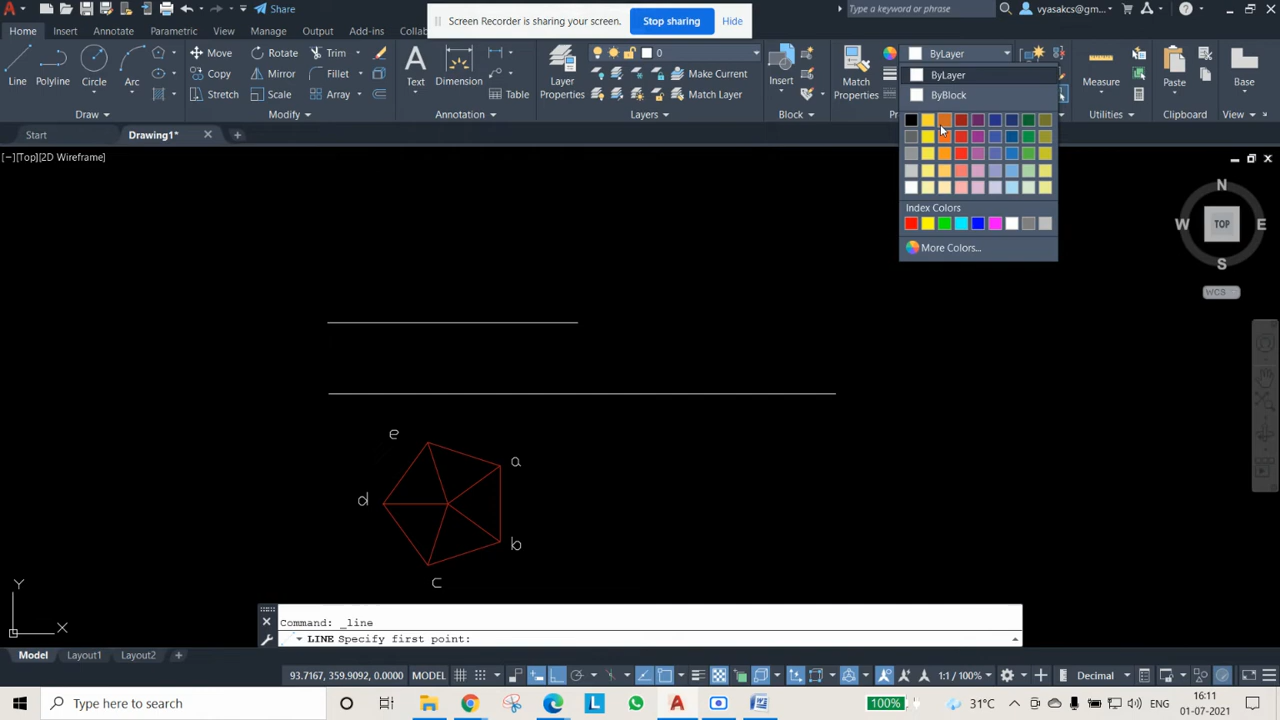 Share
Screen Recorder is sharing your screen.
Stop sharing
Hide
Type a keyword or phrase
vyasakcs@gm...
Home
Insert
Annotate
Parametric
View
Manage
Output
Add-ins
Line
Polyline
Circle
Arc
Move
Rotate
Trim
Copy
Mirror
Fillet
Stretch
Scale
Array
Text
Dimension
Table
Layer
Properties
0
Make Current
Match Layer
Insert
Match
Properties
ByLayer
Measure
Base
Draw
Modify
Annotation
Layers
Block
Utilities
Clipboard
View
ByLayer
ByBlock
Index Colors
More Colors...
Start
Drawing1*
[−][Top][2D Wireframe]
N
W
TOP
E
S
WCS
e
a
d
b
c
Y
X
Command: _line
LINE Specify first point:
Model
Layout1
Layout2
93.7167, 359.9092, 0.0000
MODEL
1:1 / 100%
Decimal
Type here to search
100%
31°C
ENG
16:11
01-07-2021